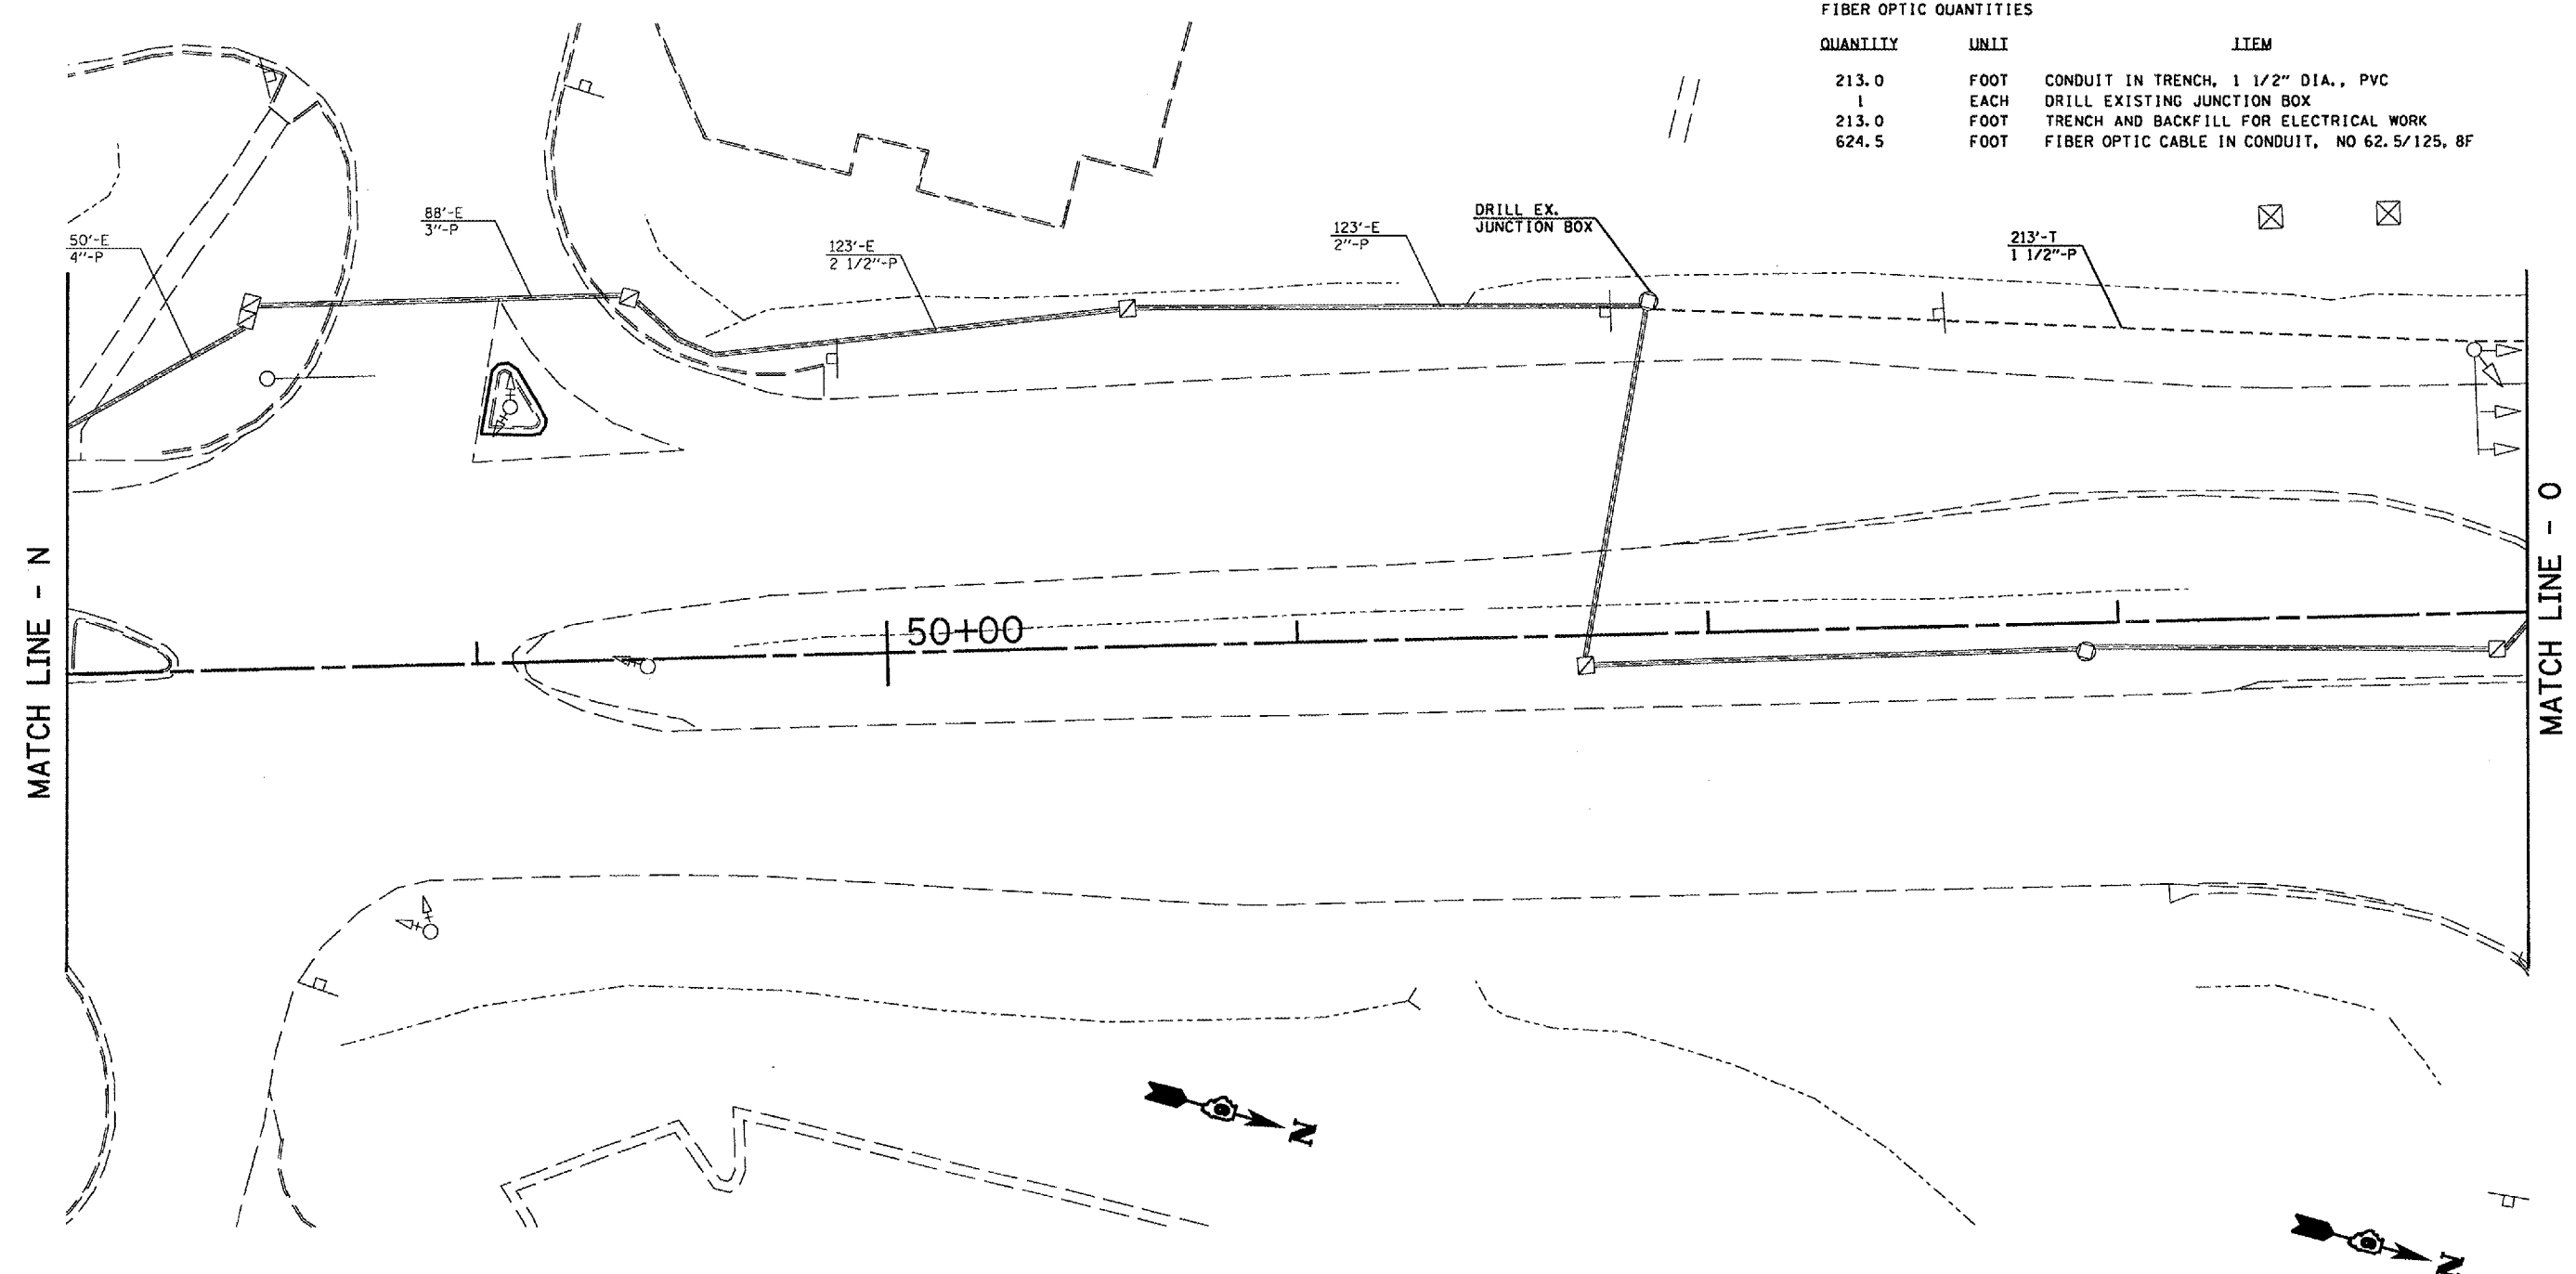 FIBER OPTIC QUANTITIES
QUANTITY UNIT ITEM
213.0 FOOT CONDUIT IN TRENCH, 1 1/2" DIA., PVC
1 EACH DRILL EXISTING JUNCTION BOX
213.0 FOOT TRENCH AND BACKFILL FOR ELECTRICAL WORK
624.5 FOOT FIBER OPTIC CABLE IN CONDUIT, NO 62.5/125, 8F
50'-E
4"-P
88'-E
3"-P
123'-E
2 1/2"-P
123'-E
2"-P
DRILL EX.
JUNCTION BOX
213'-T
1 1/2"-P
MATCH LINE - N
50+00
MATCH LINE - O
N
N